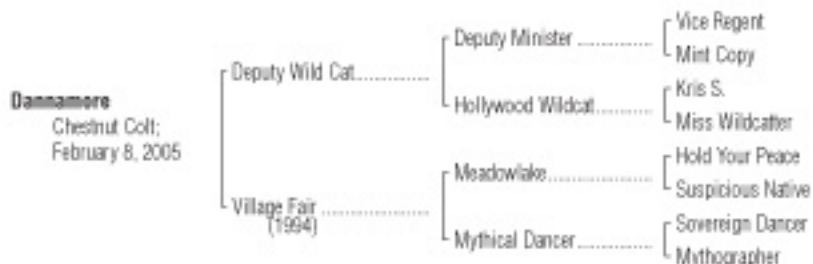 Dannamore
Chestnut Colt;
February 8, 2005
Deputy Wild Cat
Village Fair
(1994)
Deputy Minister
Hollywood Wildcat
Meadowlake
Mythical Dancer
Vice Regent
Mint Copy
Kris S.
Miss Wildcatter
Hold Your Peace
Suspicious Native
Sovereign Dancer
Mythographer